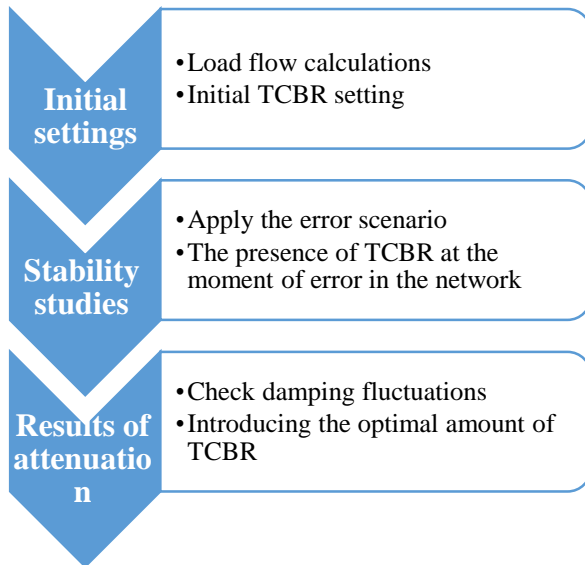 Initial
settings
•Load flow calculations
•Initial TCBR setting
Stability
studies
•Apply the error scenario
•The presence of TCBR at the
moment of error in the network
Results of
attenuatio
n
•Check damping fluctuations
•Introducing the optimal amount of
TCBR